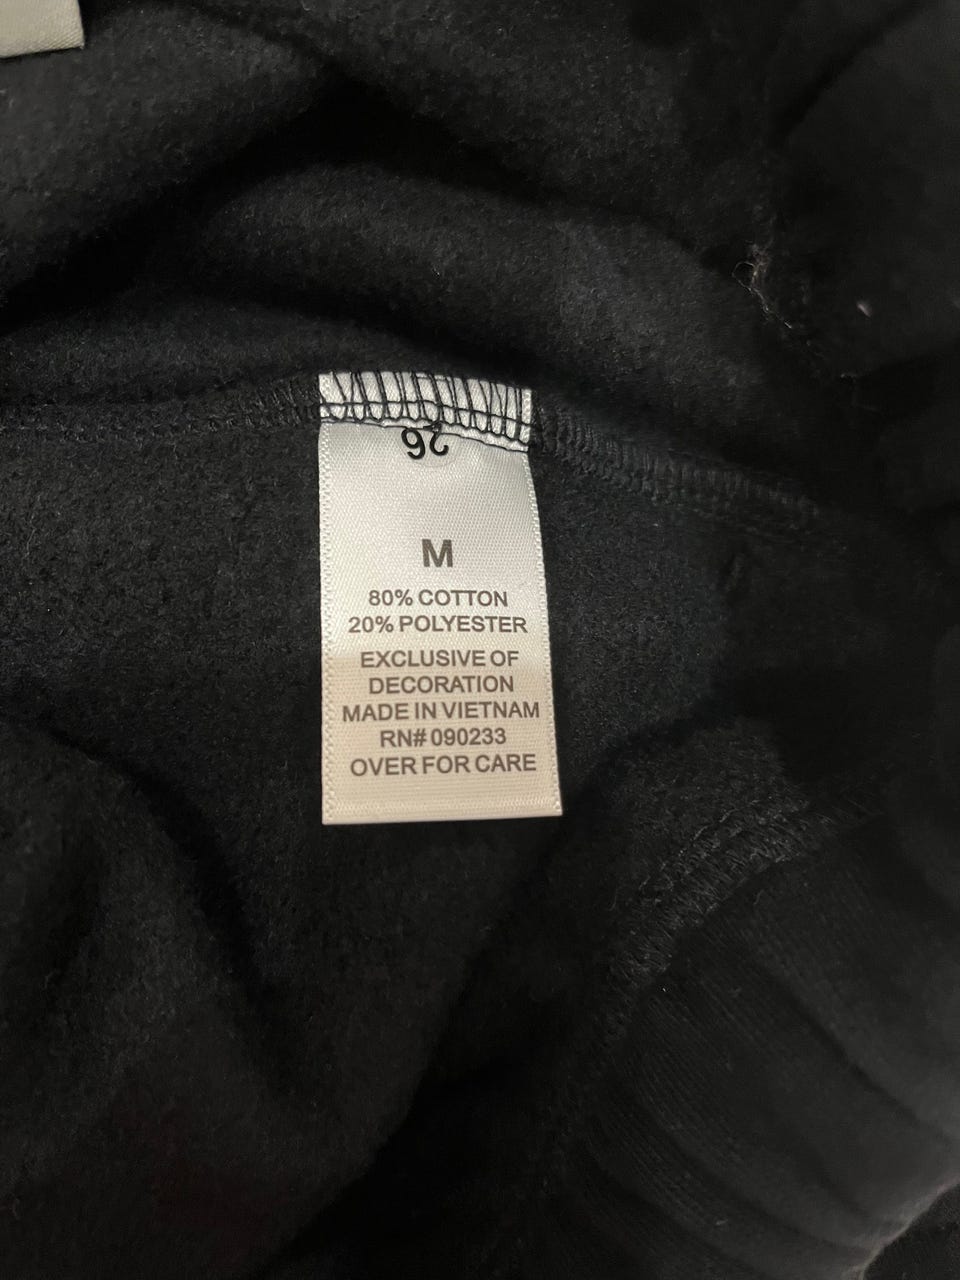 26
M
80% COTTON
20% POLYESTER
EXCLUSIVE OF
DECORATION
MADE IN VIETNAM
RN# 090233
OVER FOR CARE